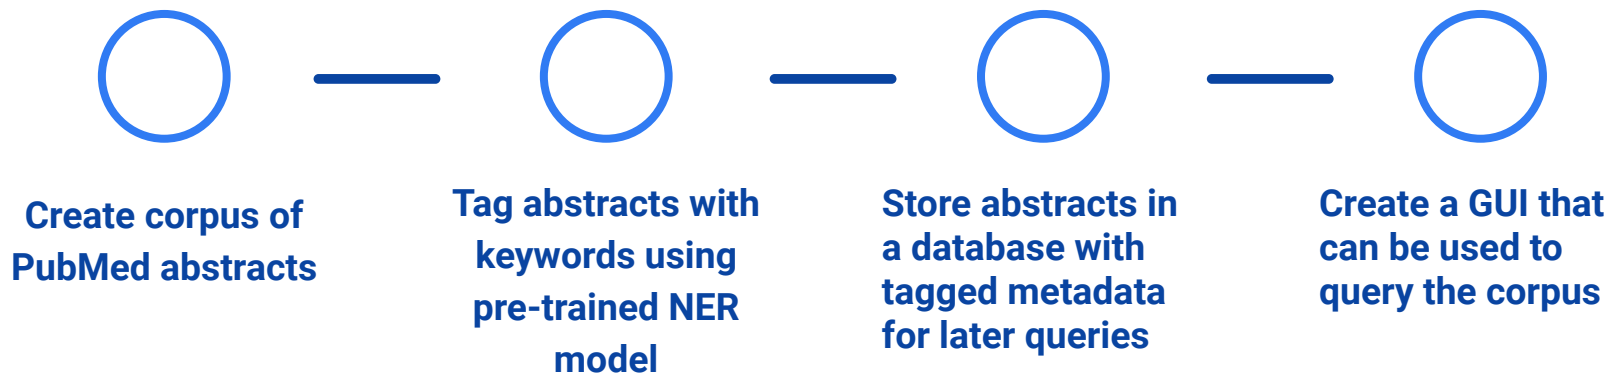 Create corpus of
PubMed abstracts
Tag abstracts with
keywords using
pre-trained NER
model
Store abstracts in
a database with
tagged metadata
for later queries
Create a GUI that
can be used to
query the corpus